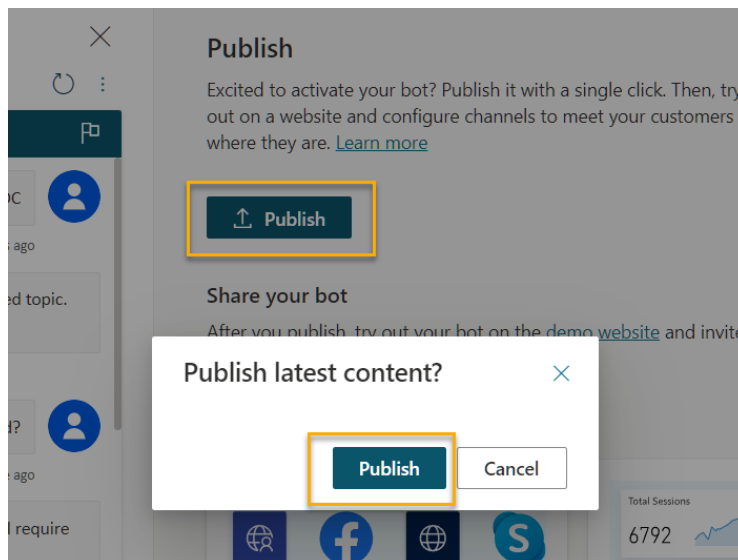 Publish
Excited to activate your bot? Publish it with a single click. Then, try
out on a website and configure channels to meet your customers
where they are. Learn more
Publish
ago
topic.
Share your bot
After you publish, try out your bot on the demo website and invite
Publish latest content?
ago
Publish
Cancel
require
Total Sessions
6792